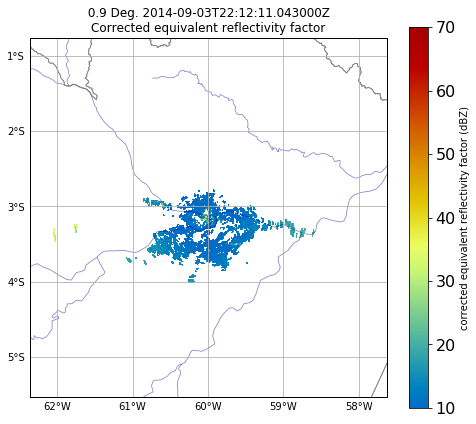 0.9 Deg. 2014-09-03T22:12:11.043000Z
Corrected equivalent reflectivity factor
1°S
2°S
3°S
4°S
5°S
62°W
61°W
60°W
59°W
58°W
70
60
50
40
30
20
10
corrected equivalent reflectivity factor (dBZ)